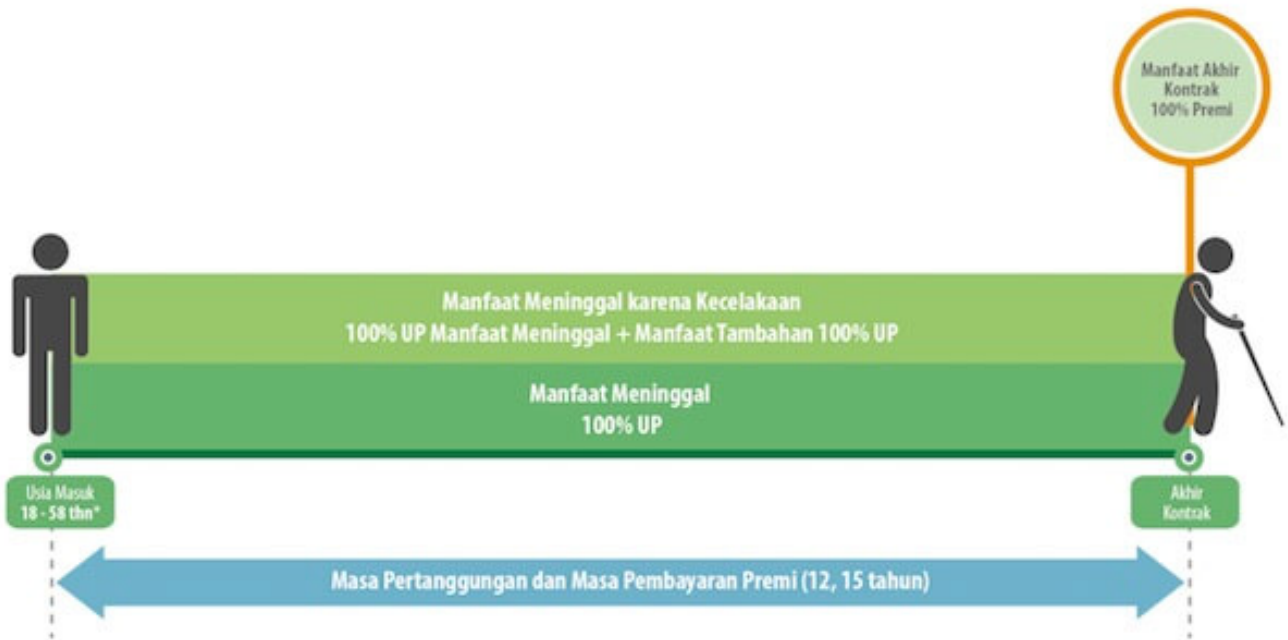 Manfaat Akhir
Kontrak
100% Premi
Manfaat Meninggal karena Kecelakaan
100% UP Manfaat Meninggal + Manfaat Tambahan 100% UP
Manfaat Meninggal
100% UP
Usia Masuk
18 - 58 thn*
Akhir
Kontrak
Masa Pertanggungan dan Masa Pembayaran Premi (12, 15 tahun)